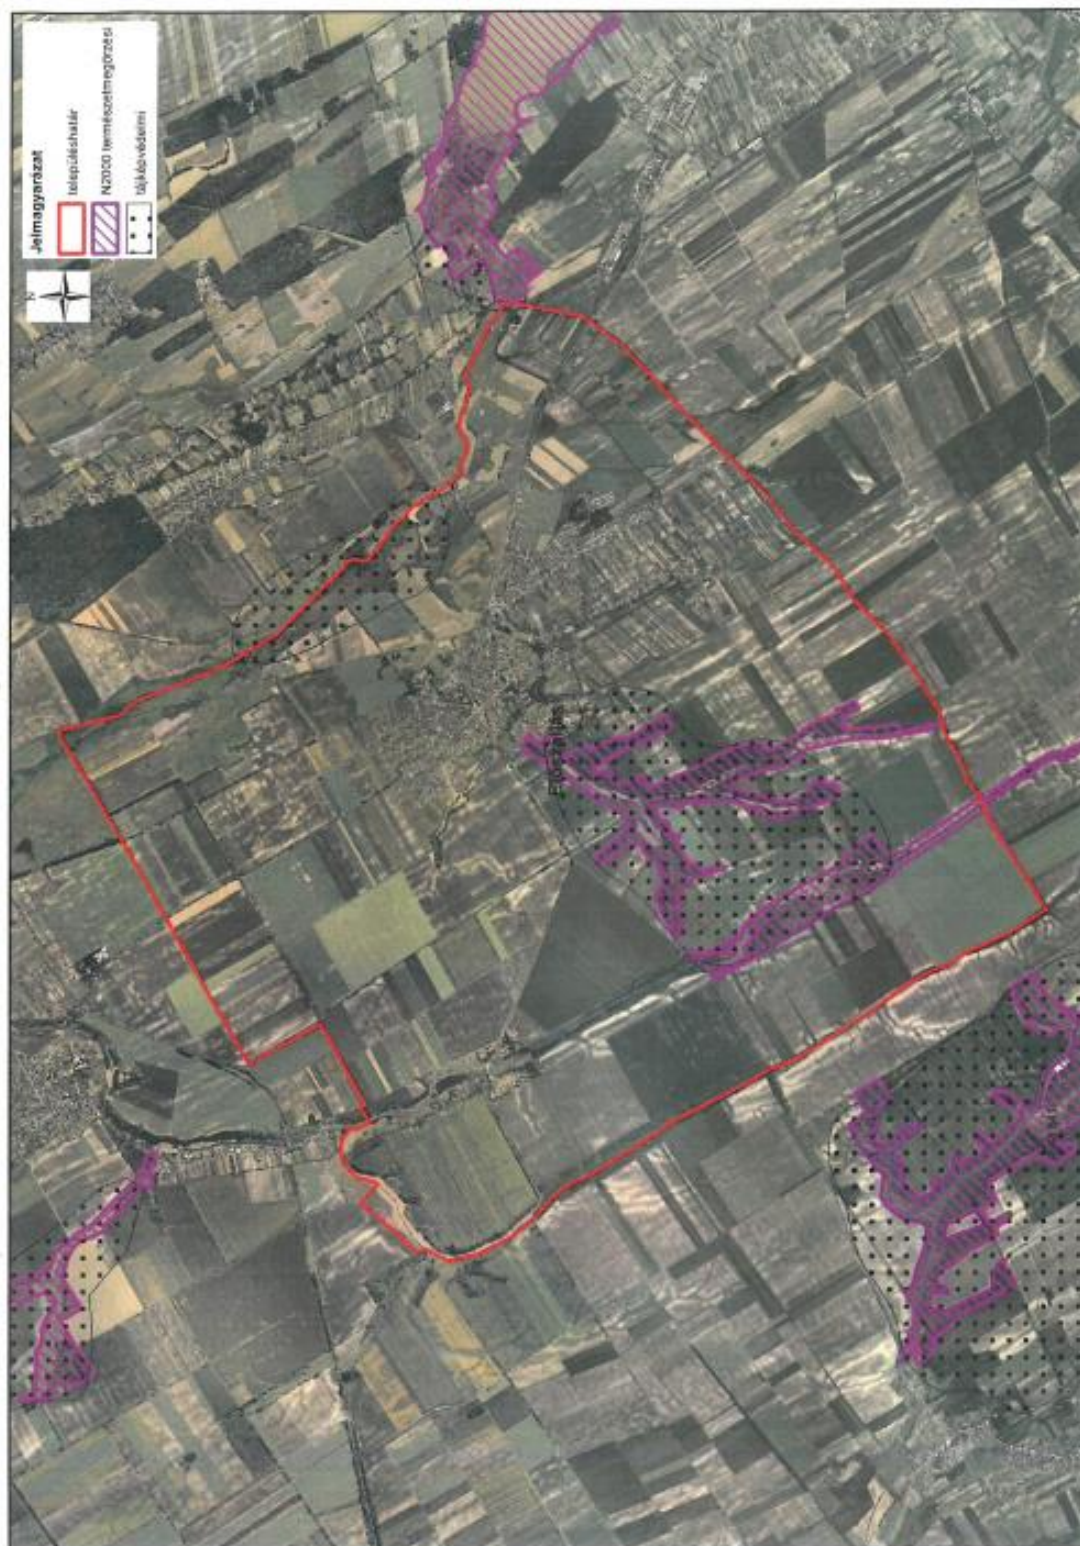 Jelmagyarázat
településhatár
N2000 természetmegőrzési
tájképvédelmi
N